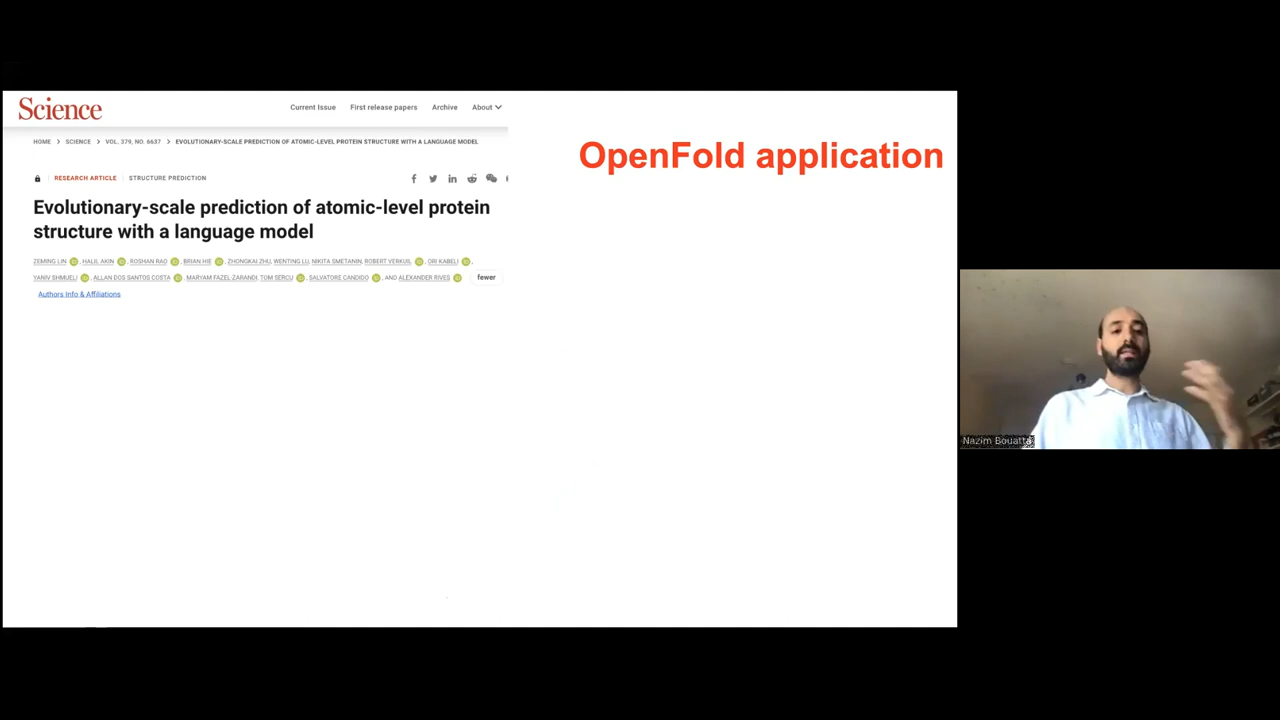 Science
Current Issue First release papers Archive About
HOME > SCIENCE > VOL. 379, NO. 6637 > EVOLUTIONARY-SCALE PREDICTION OF ATOMIC-LEVEL PROTEIN STRUCTURE WITH A LANGUAGE MODEL
OpenFold application
RESEARCH ARTICLE STRUCTURE PREDICTION
Evolutionary-scale prediction of atomic-level protein
structure with a language model
ZEMING LIN, HALIL AKIN, ROSHAN RAO, BRIAN HIE, ZHONGKAI ZHU, WENTING LU, NIKITA SMETANIN, ROBERT VERKUIL, ORI KABELI,
YANIV SHMUELI, ALLAN DOS SANTOS COSTA, MARYAM FAZEL-ZARANDI, TOM SERCU, SALVATORE CANDIDO, AND ALEXANDER RIVES fewer
Authors Info & Affiliations
Nazim Bouatta